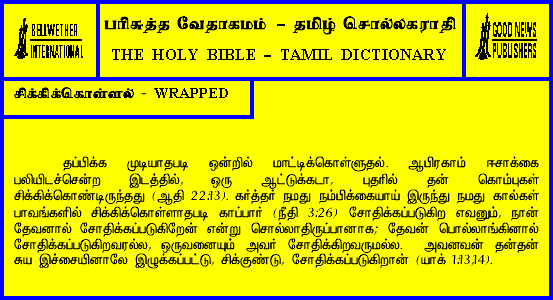 BELLWETHER
INTERNATIONAL
பரிசுத்த வேதாகமம் – தமிழ் சொல்லகராதி
THE HOLY BIBLE – TAMIL DICTIONARY
GOOD NEWS
PUBLISHERS
சிக்கிக்கொள்ளல் - WRAPPED
தப்பிக்க முடியாதபடி ஒன்றில் மாட்டிக்கொள்ளுதல். ஆபிரகாம் ஈசாக்கை
பலியிடச்சென்ற இடத்தில், ஒரு ஆட்டுக்கடா, புதரில் தன் கொம்புகள்
சிக்கிக்கொண்டிருந்தது (ஆதி 22:13). கர்த்தர் நமது நம்பிக்கையாய் இருந்து நமது கால்கள்
பாவங்களில் சிக்கிக்கொள்ளாதபடி காப்பார் (நீதி 3:26) சோதிக்கப்படுகிற எவனும், நான்
தேவனால் சோதிக்கப்படுகிறேன் என்று சொல்லாதிருப்பானாக; தேவன் பொல்லாங்கினால்
சோதிக்கப்படுகிறவரல்ல, ஒருவனையும் அவர் சோதிக்கிறவருமல்ல. அவனவன் தன்தன்
சுய இச்சையினாலே இழுக்கப்பட்டு, சிக்குண்டு, சோதிக்கப்படுகிறான் (யாக் 1:13,14).